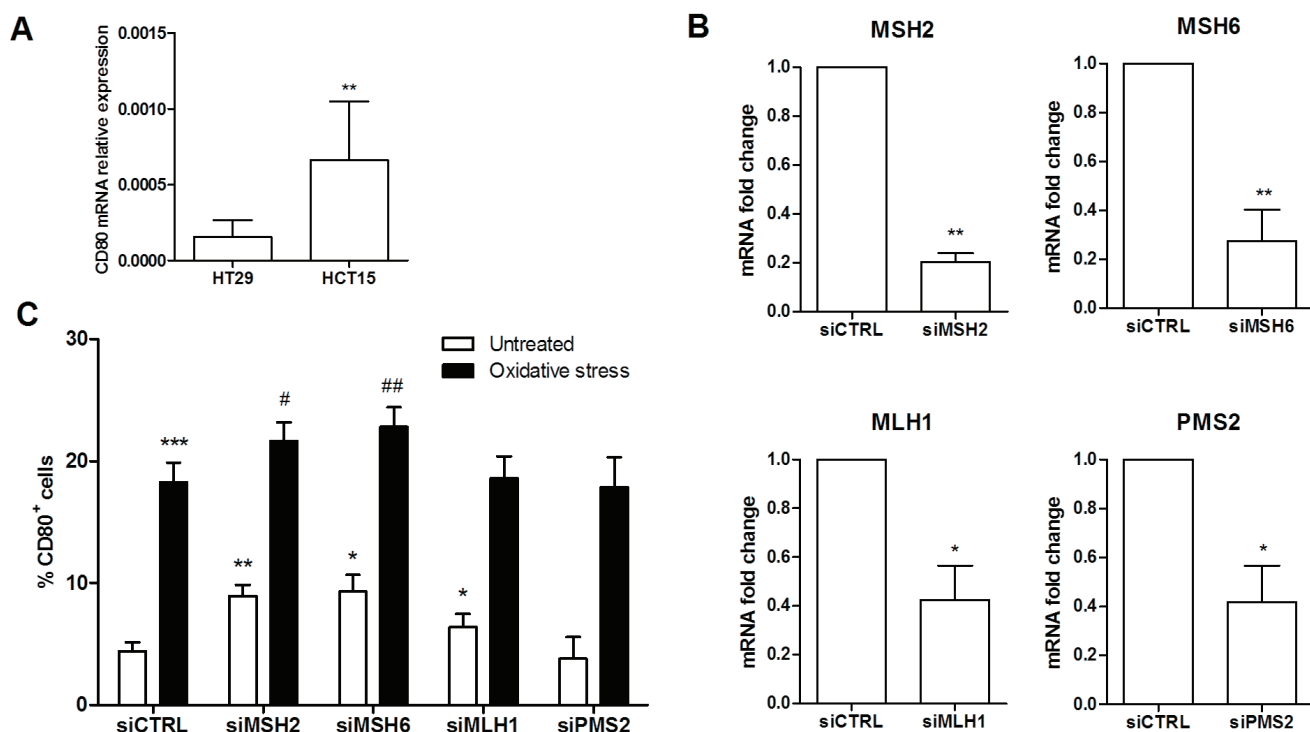 A
CD80 mRNA relative expression
0.0015
0.0010
0.0005
0.0000
**
HT29
HCT15
B
MSH2
mRNA fold change
1.0
0.8
0.6
0.4
0.2
0.0
**
siCTRL
siMSH2
MSH6
mRNA fold change
1.0
0.8
0.6
0.4
0.2
0.0
**
siCTRL
siMSH6
MLH1
mRNA fold change
1.0
0.8
0.6
0.4
0.2
0.0
*
siCTRL
siMLH1
PMS2
mRNA fold change
1.0
0.8
0.6
0.4
0.2
0.0
*
siCTRL
siPMS2
C
% CD80+ cells
30
20
10
0
Untreated
Oxidative stress
***
**
#
*
##
*
siCTRL
siMSH2
siMSH6
siMLH1
siPMS2